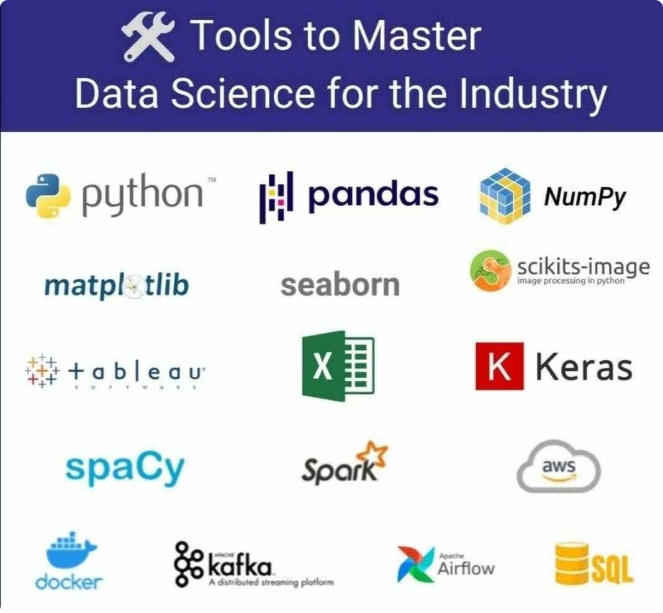 Tools to Master
Data Science for the Industry
python™
pandas
NumPy
matplotlib
seaborn
scikits-image
image processing in python
+ a b l e a u
S O F T W A R E
X
K Keras
spaCy
Spark
aws
docker
APACHE
kafka
A distributed streaming platform
Apache
Airflow
SQL